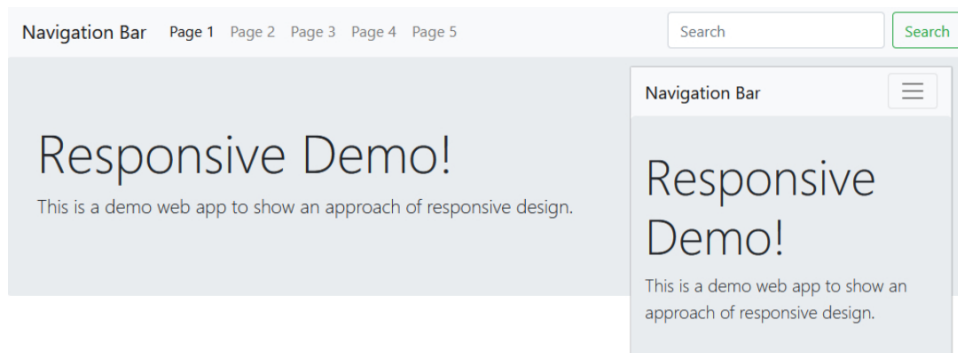 Navigation Bar Page 1 Page 2 Page 3 Page 4 Page 5 Search Search
Responsive Demo!
This is a demo web app to show an approach of responsive design.
Navigation Bar
Responsive
Demo!
This is a demo web app to show an
approach of responsive design.